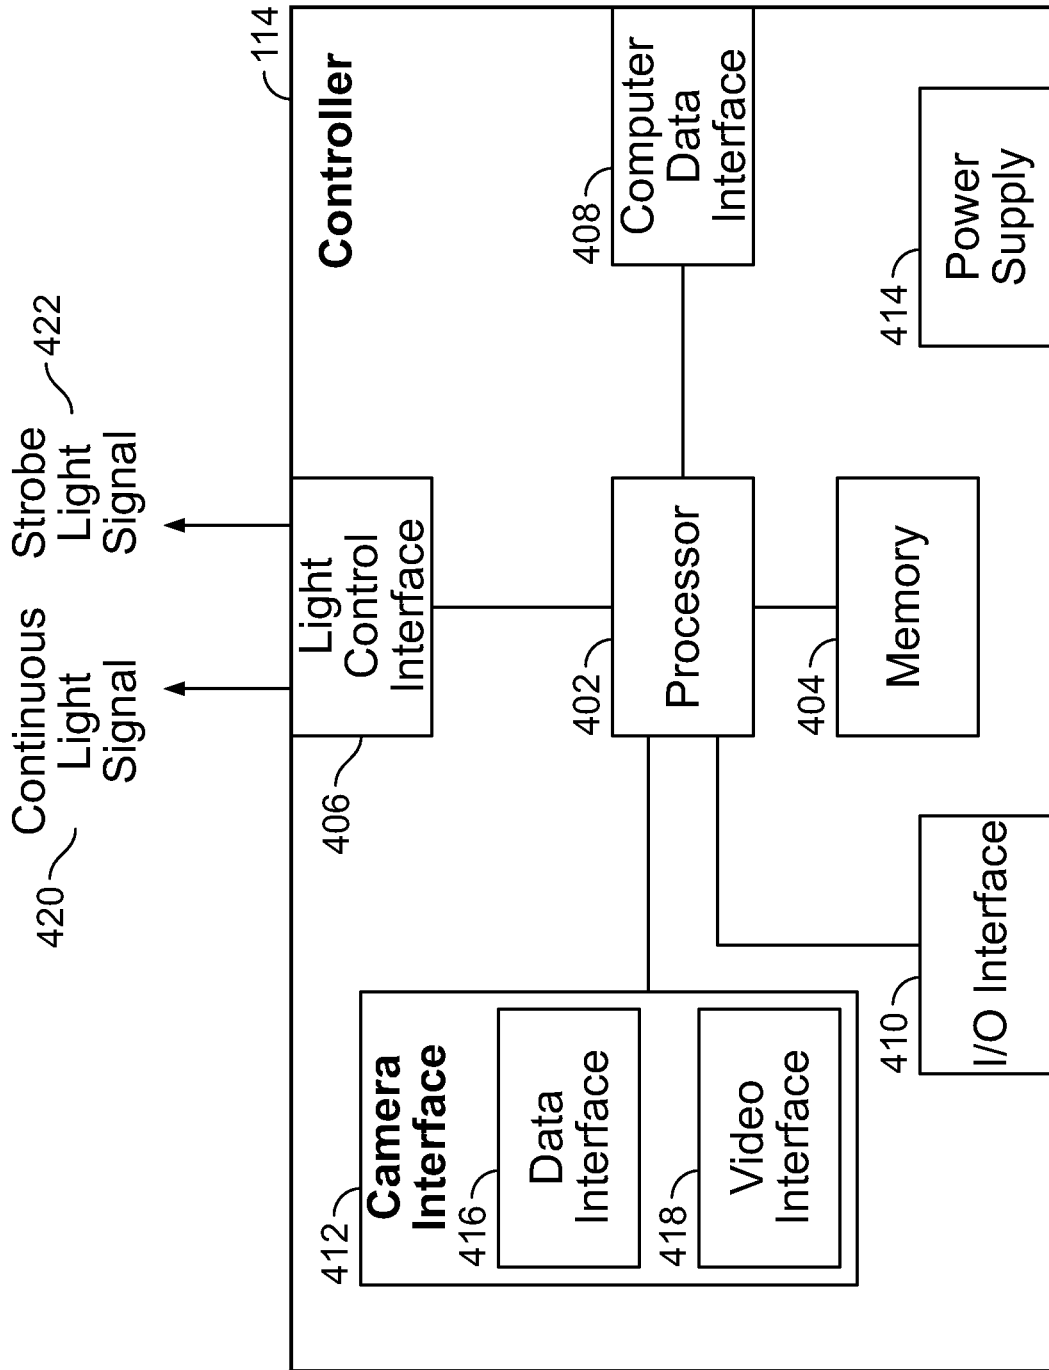 420
Continuous
Light
Signal
Strobe
Light
Signal
422
114
Controller
412
Camera
Interface
416
Data
Interface
418
Video
Interface
406
Light
Control
Interface
402
Processor
404
Memory
408
Computer
Data
Interface
410
I/O Interface
414
Power
Supply